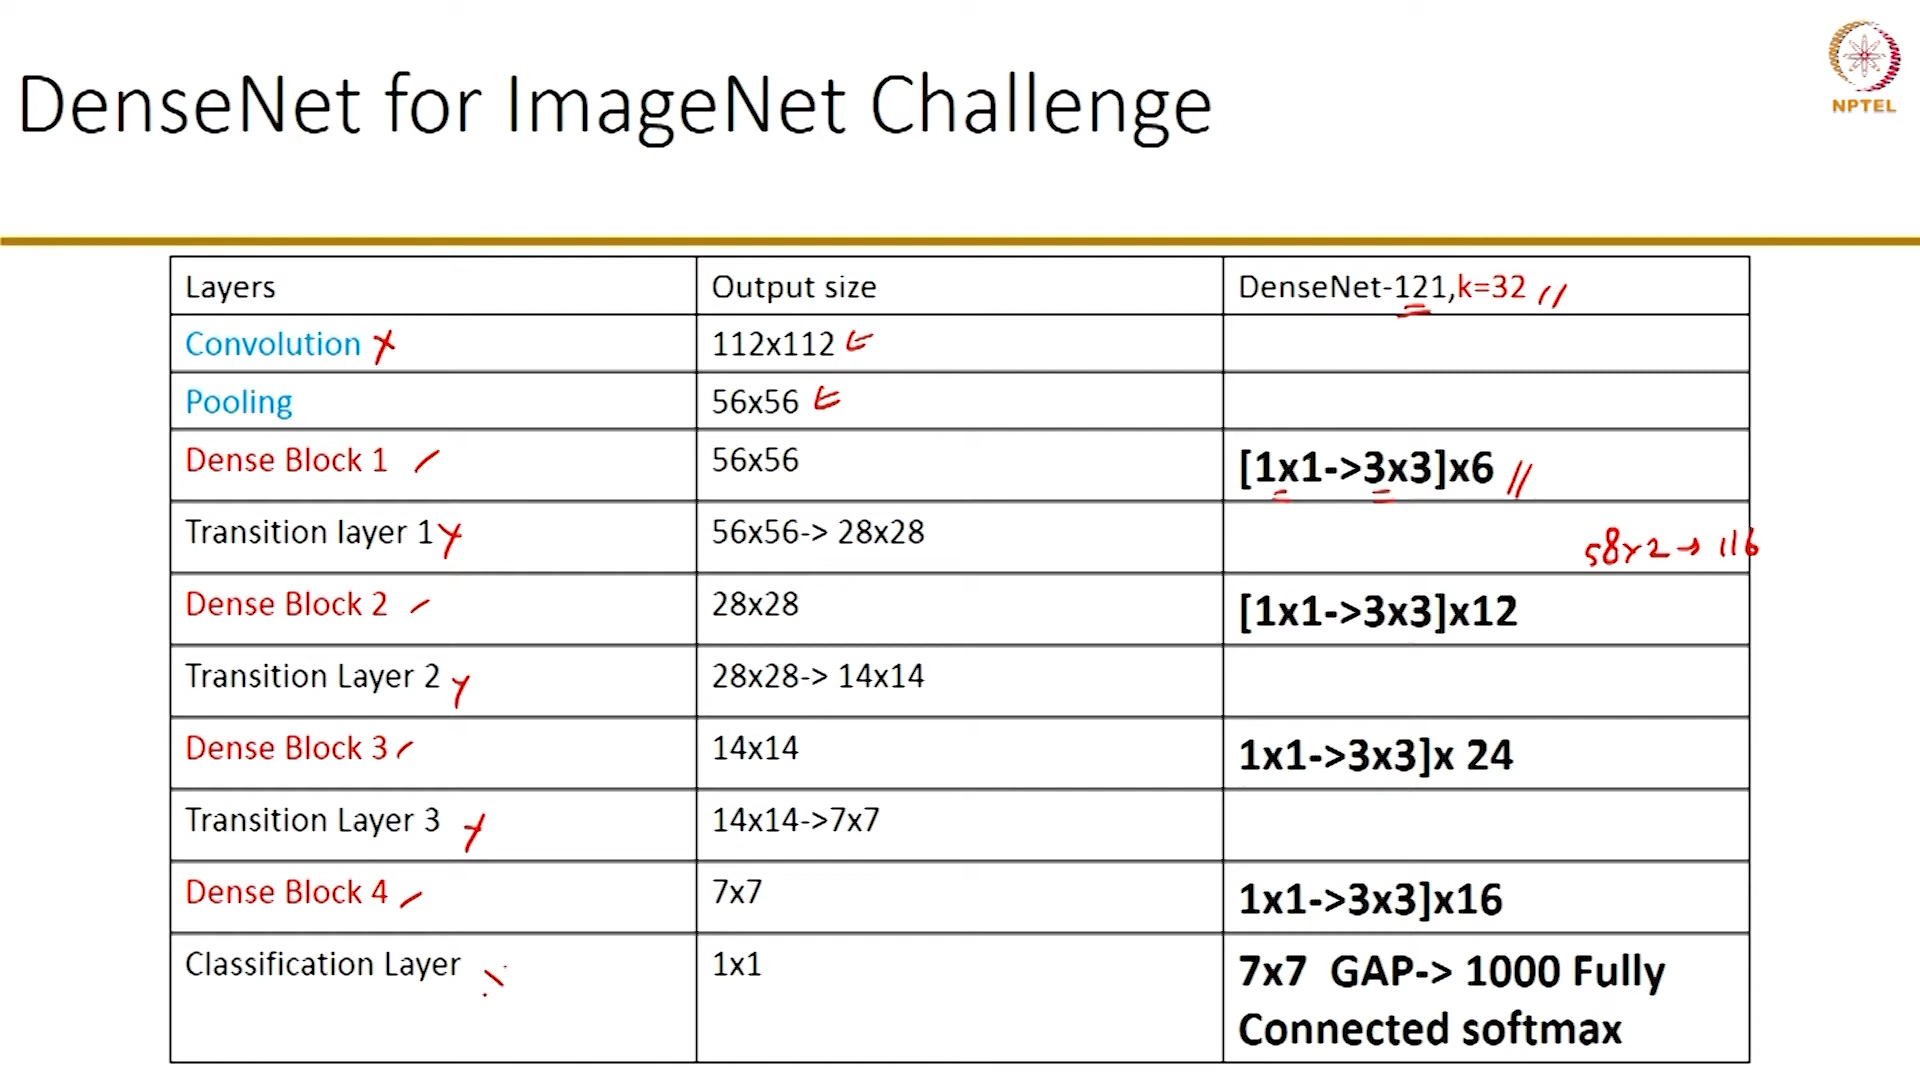 NPTEL
DenseNet for ImageNet Challenge
Layers Output size DenseNet-121,k=32
Convolution 112x112
Pooling 56x56
Dense Block 1 56x56 [1x1->3x3]x6
Transition layer 1 56x56-> 28x28
58x2→116
Dense Block 2 28x28 [1x1->3x3]x12
Transition Layer 2 28x28-> 14x14
Dense Block 3 14x14 1x1->3x3]x 24
Transition Layer 3 14x14->7x7
Dense Block 4 7x7 1x1->3x3]x16
Classification Layer 1x1 7x7 GAP-> 1000 Fully
Connected softmax